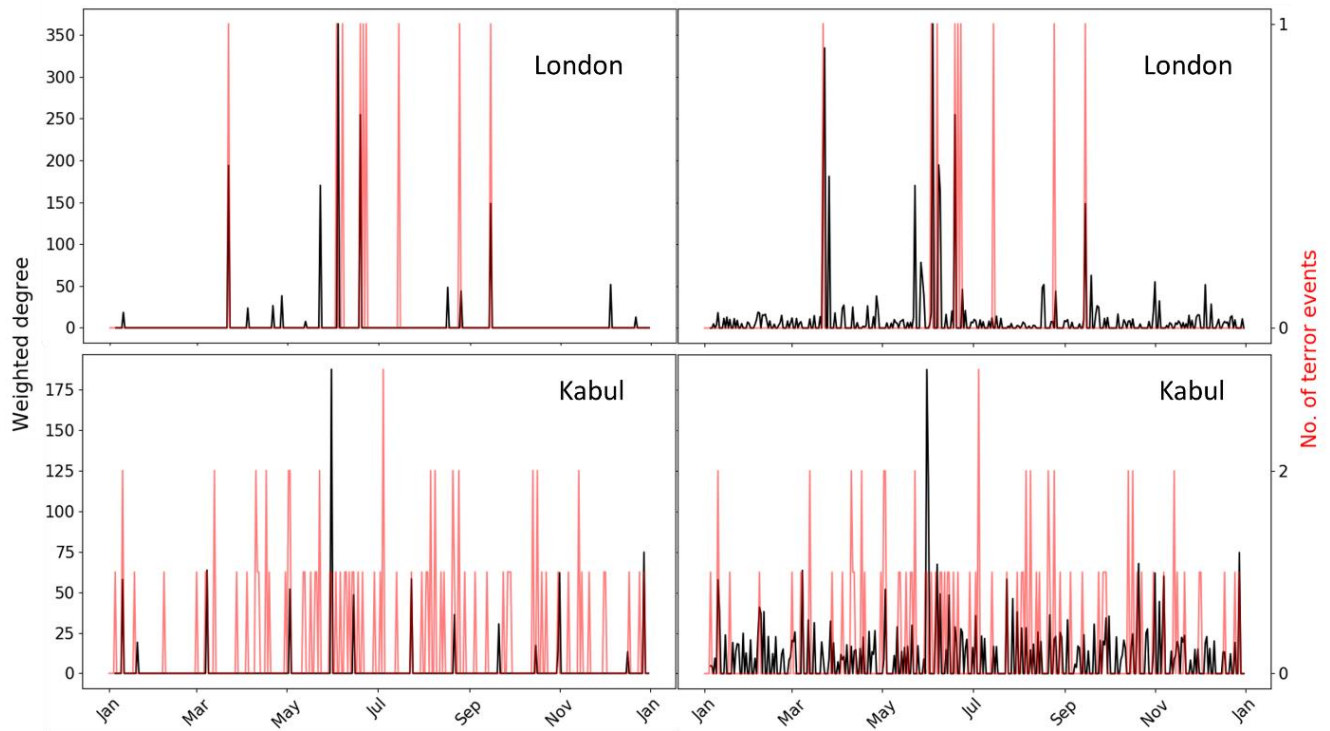 350
300
250
200
150
100
50
0
London
London
1
0
Weighted degree
No. of terror events
175
150
125
100
75
50
25
0
Kabul
Kabul
2
0
Jan
Mar
May
Jul
Sep
Nov
Jan
Jan
Mar
May
Jul
Sep
Nov
Jan